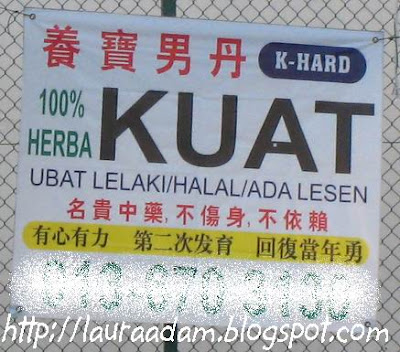 養寶男丹 K-HARD
100% HERBA KUAT
UBAT LELAKI/HALAL/ADA LESEN
名貴中藥,不傷身,不依賴
有心有力 第二次发育 回復當年勇
http://lauraadam.blogspot.com